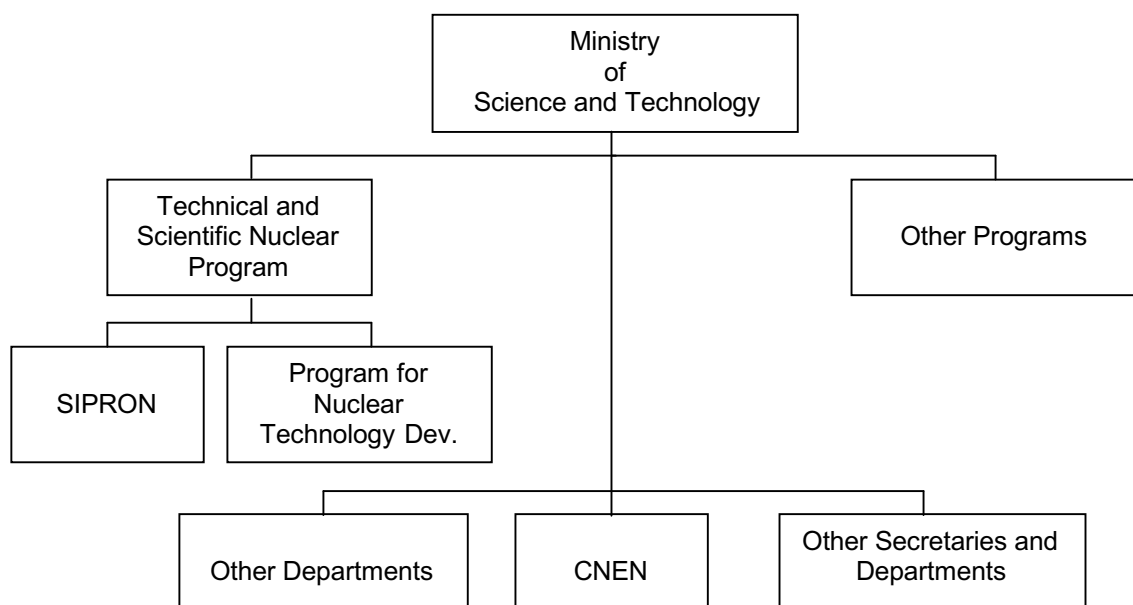 Ministry
of
Science and Technology
Technical and
Scientific Nuclear
Program
Other Programs
SIPRON
Program for
Nuclear
Technology Dev.
Other Departments
CNEN
Other Secretaries and
Departments